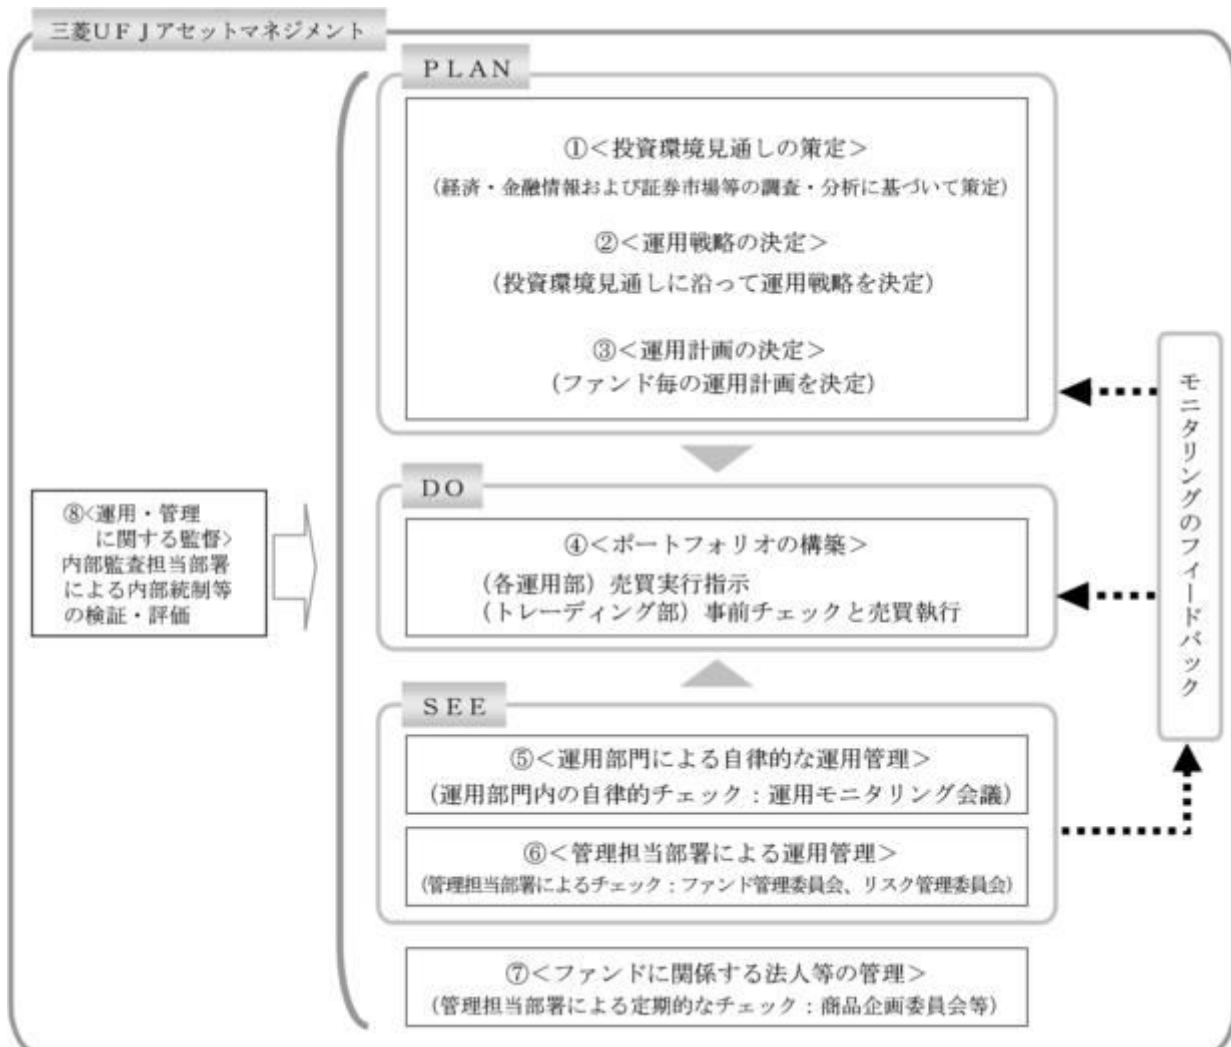 三菱ＵＦＪアセットマネジメント
ＰＬＡＮ
①＜投資環境見通しの策定＞
（経済・金融情報および証券市場等の調査・分析に基づいて策定）
②＜運用戦略の決定＞
（投資環境見通しに沿って運用戦略を決定）
③＜運用計画の決定＞
（ファンド毎の運用計画を決定）
ＤＯ
④＜ポートフォリオの構築＞
（各運用部）売買実行指示
（トレーディング部）事前チェックと売買執行
ＳＥＥ
⑤＜運用部門による自律的な運用管理＞
（運用部門内の自律的チェック：運用モニタリング会議）
⑥＜管理担当部署による運用管理＞
（管理担当部署によるチェック：ファンド管理委員会、リスク管理委員会）
⑦＜ファンドに関係する法人等の管理＞
（管理担当部署による定期的なチェック：商品企画委員会等）
⑧<運用・管理
に関する監督>
内部監査担当部署
による内部統制等
の検証・評価
モニタリングのフィードバック